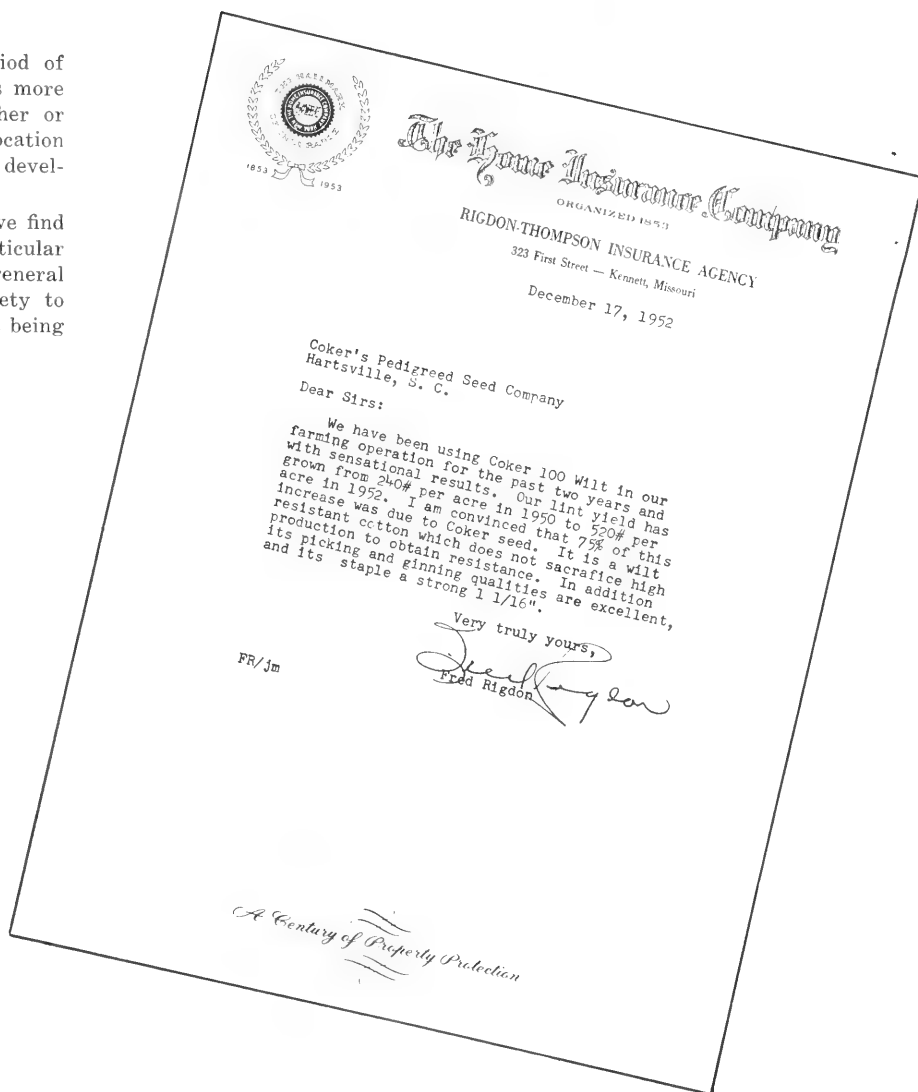 iod of
s more
her or
ocation
devel-
ve find
ticular
eneral
ety to
being
1853 1953
The Home Insurance Company
ORGANIZED 1853
RIGDON-THOMPSON INSURANCE AGENCY
323 First Street — Kennett, Missouri
December 17, 1952
Coker's Pedigreed Seed Company
Hartsville, S. C.
Dear Sirs:
We have been using Coker 100 Wilt in our
farming operation for the past two years and
with sensational results. Our lint yield has
grown from 240# per acre in 1950 to 520# per
acre in 1952. I am convinced that 75% of this
increase was due to Coker seed. It is a wilt
resistant cotton which does not sacrafice high
production to obtain resistance. In addition
its picking and ginning qualities are excellent,
and its staple a strong 1 1/16".
Very truly yours,
Fred Rigdon
Fred Rigdon
FR/jm
A Century of Property Protection